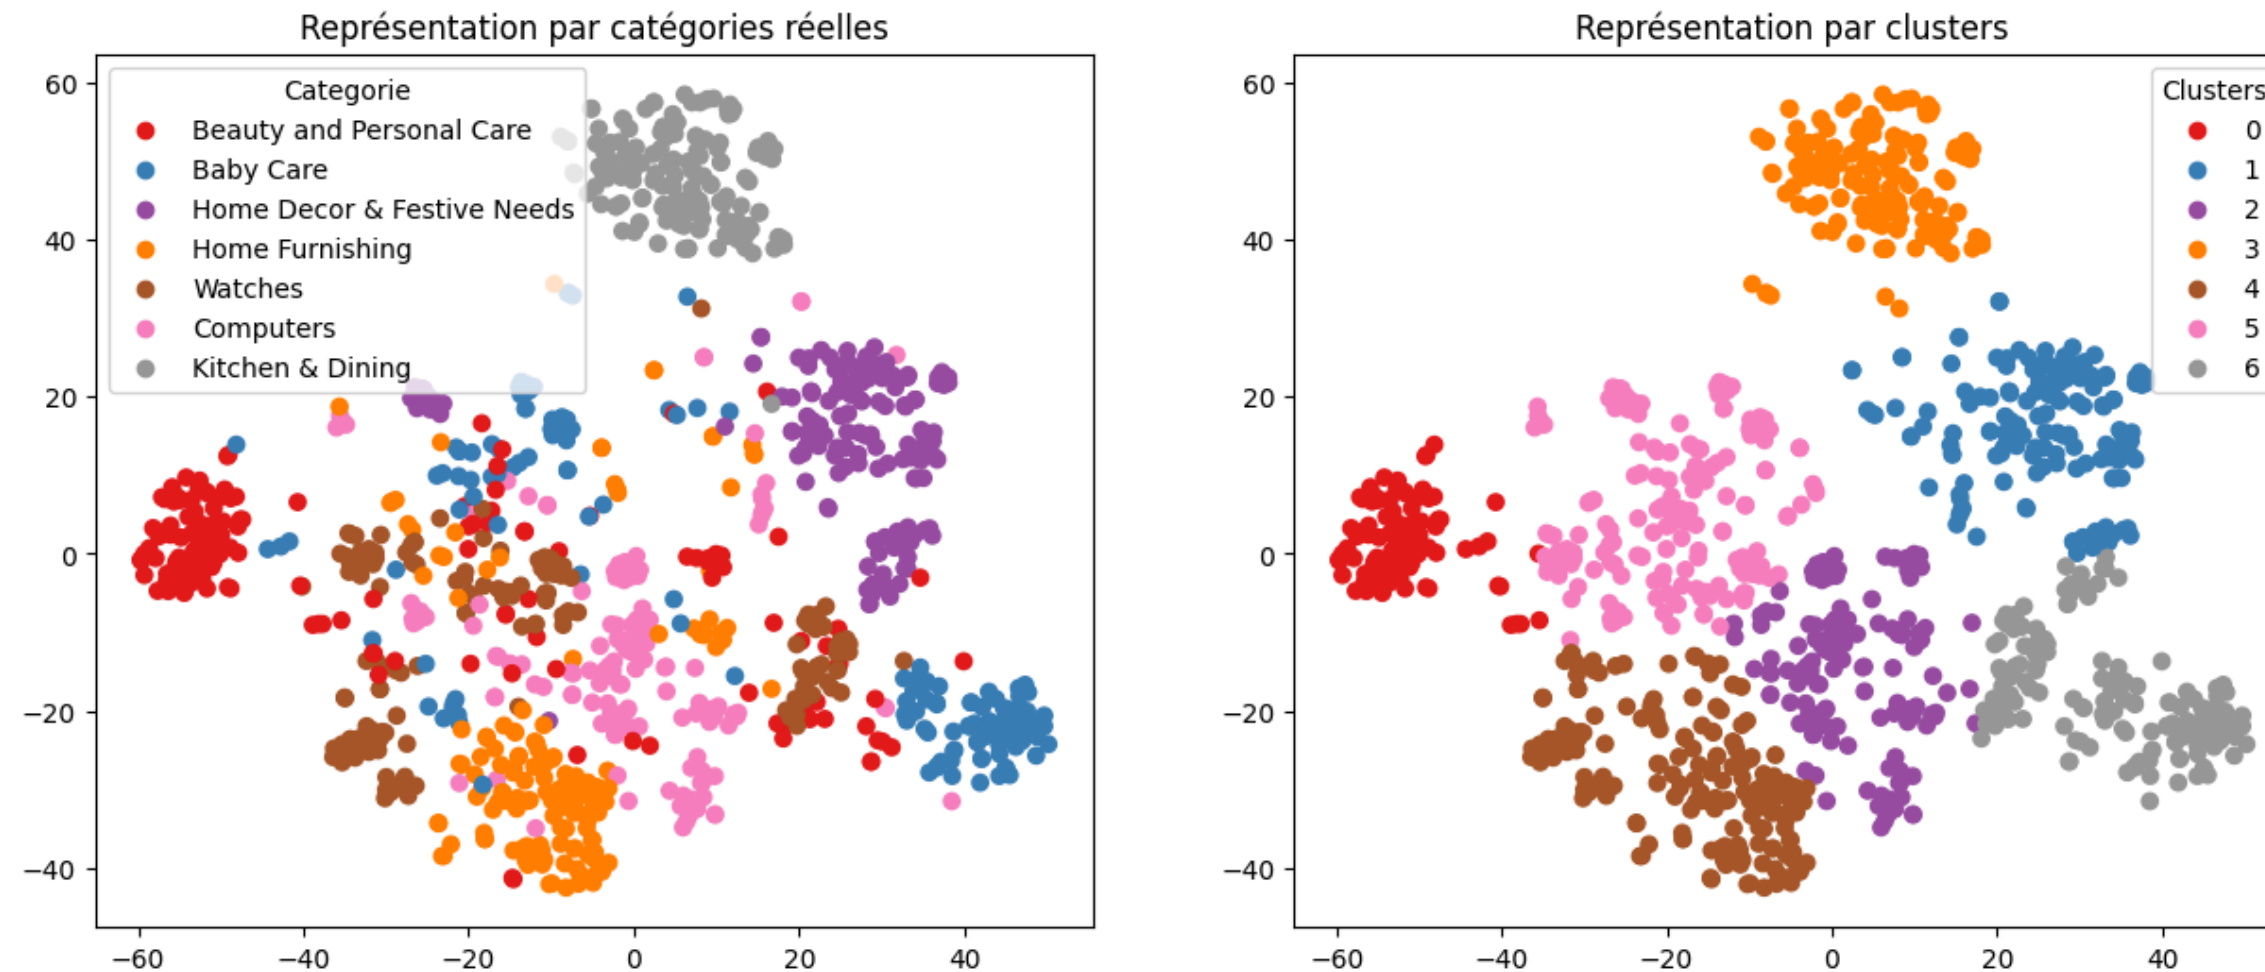 Représentation par catégories réelles
Categorie
Beauty and Personal Care
Baby Care
Home Decor & Festive Needs
Home Furnishing
Watches
Computers
Kitchen & Dining
60
40
20
0
−20
−40
−60
−40
−20
0
20
40
Représentation par clusters
Clusters
0
1
2
3
4
5
6
60
40
20
0
−20
−40
−60
−40
−20
0
20
40